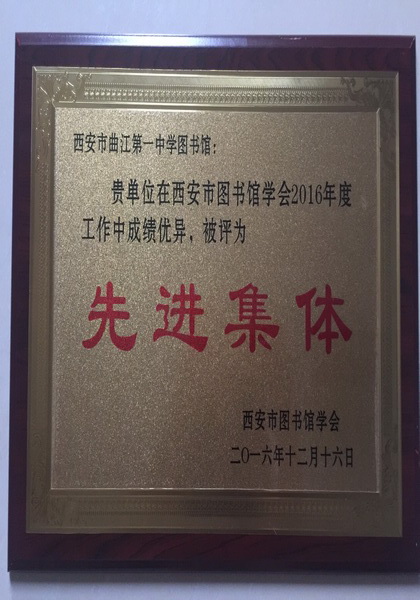 西安市曲江第一中学图书馆：
贵单位在西安市图书馆学会2016年度
工作中成绩优异，被评为
先进集体
西安市图书馆学会
二〇一六年十二月十六日